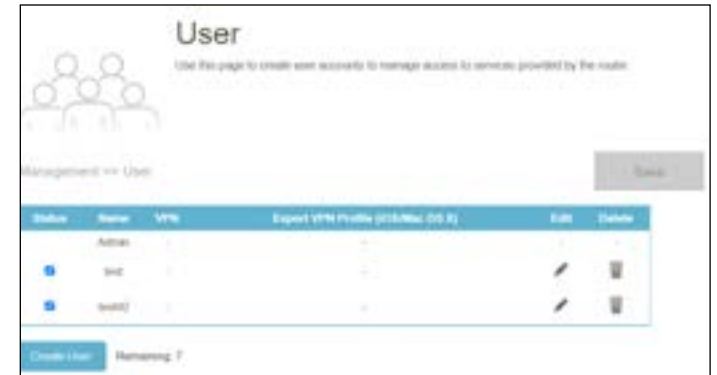 User
Use this page to create user accounts to manage access to services provided by the router.
Management >> User
Save
Status Name VPN Export VPN Profile (iOS/Mac OS X) Edit Delete
Admin - - - -
test - -
- -
Create User Remaining: 7